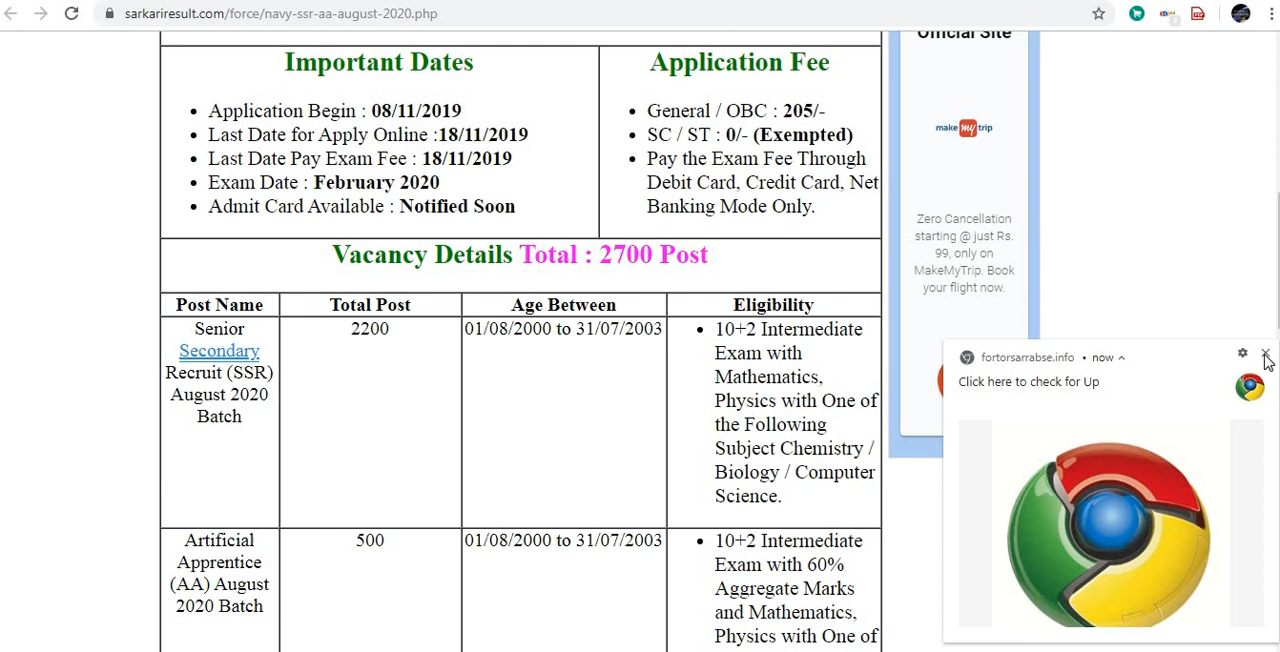 sarkariresult.com/force/navy-ssr-aa-august-2020.php
Important Dates
Application Begin : 08/11/2019
Last Date for Apply Online :18/11/2019
Last Date Pay Exam Fee : 18/11/2019
Exam Date : February 2020
Admit Card Available : Notified Soon
Application Fee
General / OBC : 205/-
SC / ST : 0/- (Exempted)
Pay the Exam Fee Through
Debit Card, Credit Card, Net
Banking Mode Only.
Vacancy Details Total : 2700 Post
Post Name
Total Post
Age Between
Eligibility
Senior
Secondary
Recruit (SSR)
August 2020
Batch
2200
01/08/2000 to 31/07/2003
10+2 Intermediate
Exam with
Mathematics,
Physics with One of
the Following
Subject Chemistry /
Biology / Computer
Science.
Artificial
Apprentice
(AA) August
2020 Batch
500
01/08/2000 to 31/07/2003
10+2 Intermediate
Exam with 60%
Aggregate Marks
and Mathematics,
Physics with One of
Official Site
make my trip
Zero Cancellation
starting @ just Rs.
99, only on
MakeMyTrip. Book
your flight now.
fortorsarrabse.info • now
Click here to check for Up